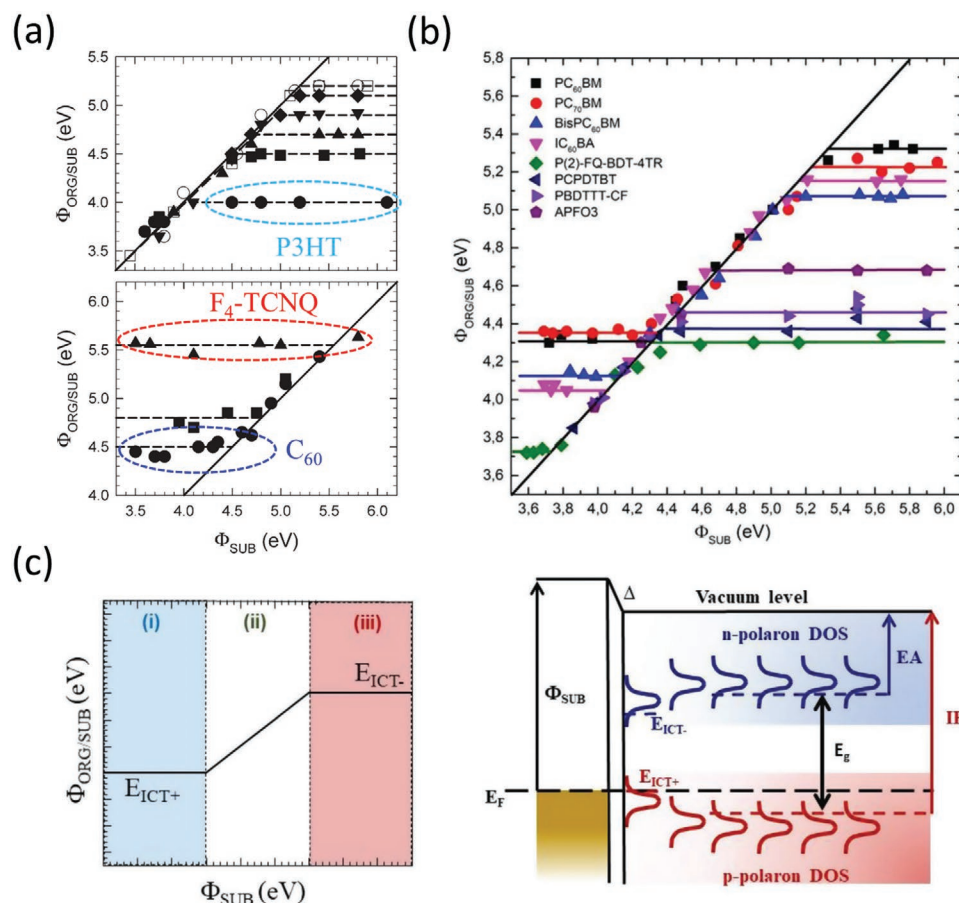 (a)
5.5
5.0
4.5
4.0
3.5
Φ_ORG/SUB (eV)
P3HT
6.0
5.5
5.0
4.5
4.0
Φ_ORG/SUB (eV)
F₄-TCNQ
C₆₀
4.0 4.5 5.0 5.5 6.0
Φ_SUB (eV)
(b)
5,8
5,6
5,4
5,2
5,0
4,8
4,6
4,4
4,2
4,0
3,8
3,6
Φ_ORG/SUB (eV)
PC₆₀BM
PC₇₀BM
BisPC₆₀BM
IC₆₀BA
P(2)-FQ-BDT-4TR
PCPDTBT
PBDTTT-CF
APFO3
3,6 3,8 4,0 4,2 4,4 4,6 4,8 5,0 5,2 5,4 5,6 5,8 6,0
Φ_SUB (eV)
(c)
(i) (ii) (iii)
E_ICT-
E_ICT+
Φ_ORG/SUB (eV)
Φ_SUB (eV)
Δ
Vacuum level
n-polaron DOS
EA
Φ_SUB
E_ICT-
E_g
E_ICT+
E_F
p-polaron DOS